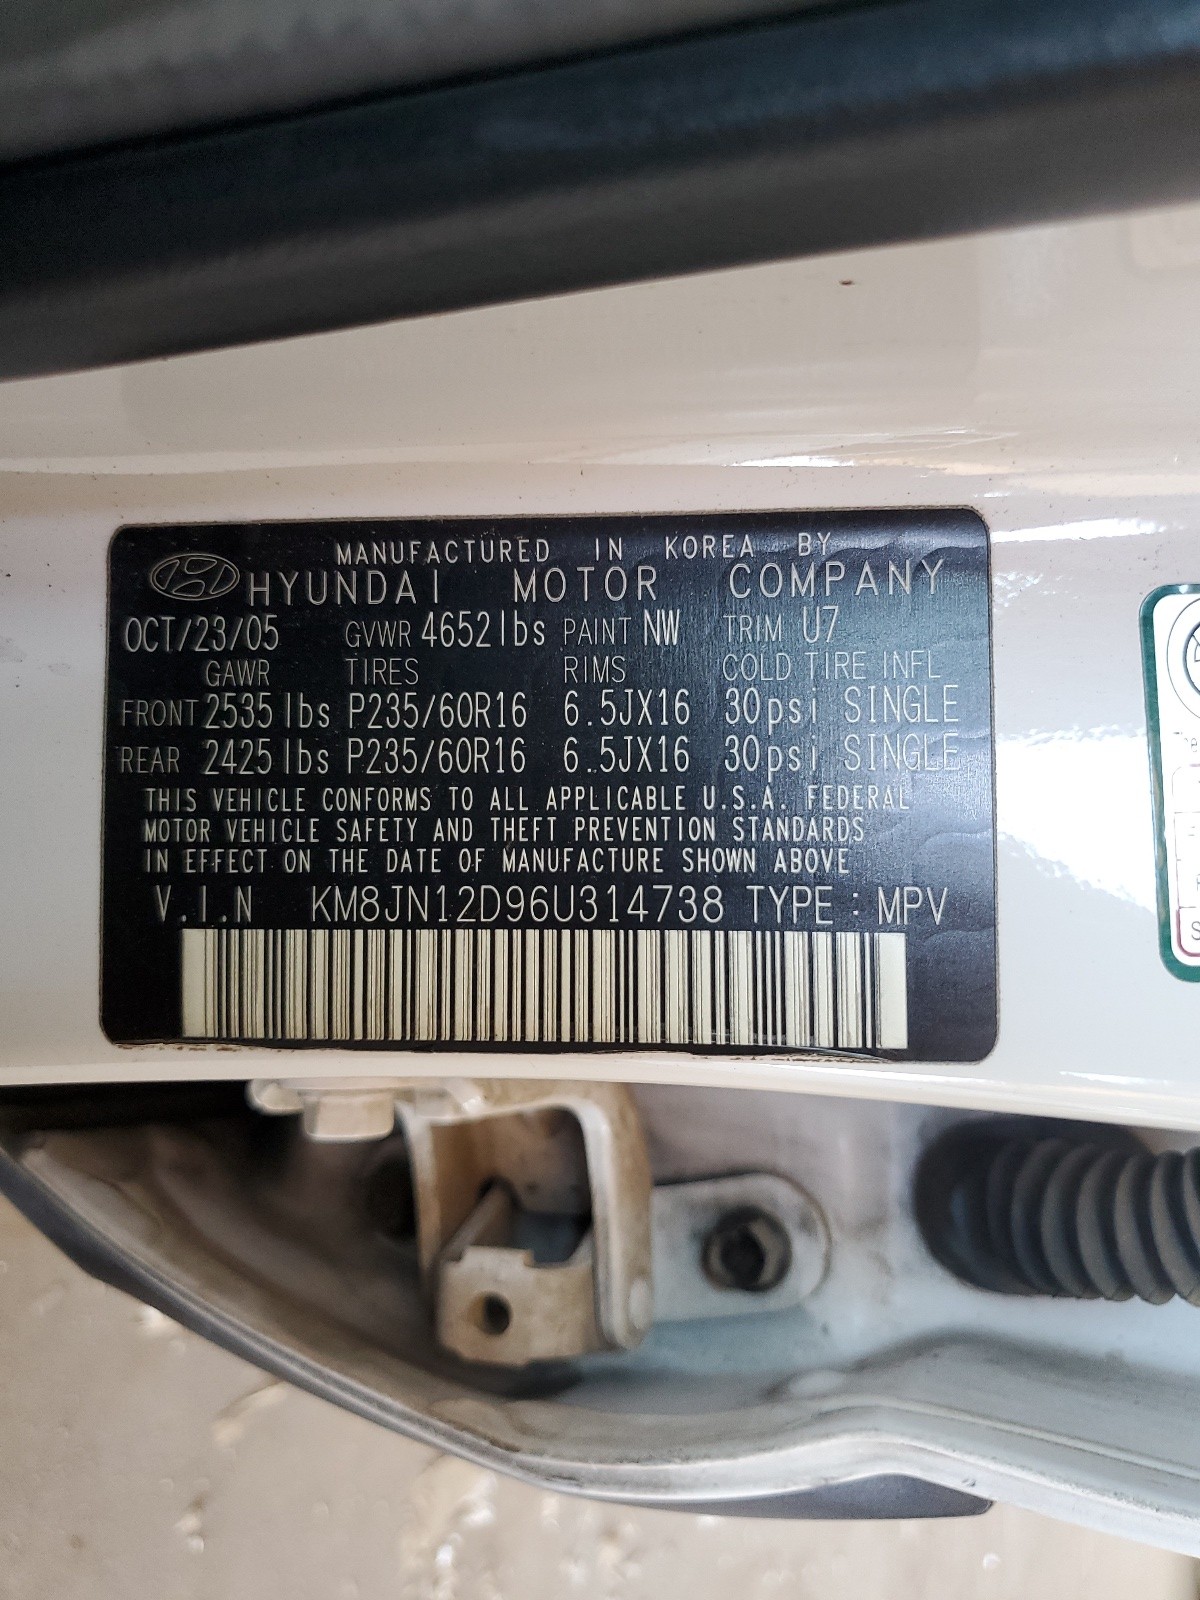 MANUFACTURED IN KOREA BY
HYUNDAI MOTOR COMPANY
OCT/23/05 GVWR 4652lbs PAINT NW TRIM U7
GAWR TIRES RIMS COLD TIRE INFL
FRONT 2535lbs P235/60R16 6.5JX16 30psi SINGLE
REAR 2425lbs P235/60R16 6.5JX16 30psi SINGLE
THIS VEHICLE CONFORMS TO ALL APPLICABLE U.S.A. FEDERAL
MOTOR VEHICLE SAFETY AND THEFT PREVENTION STANDARDS
IN EFFECT ON THE DATE OF MANUFACTURE SHOWN ABOVE
V.I.N KM8JN12D96U314738 TYPE : MPV